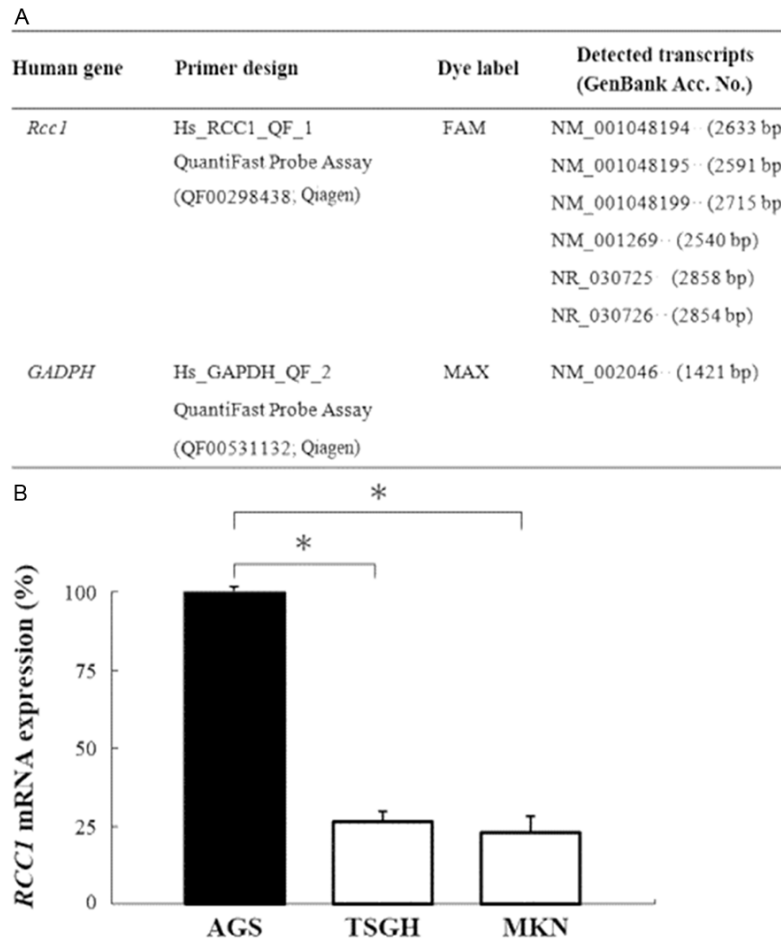 A
Human gene Primer design Dye label Detected transcripts (GenBank Acc. No.)
Rcc1 Hs_RCC1_QF_1 FAM NM_001048194 (2633 bp)
QuantiFast Probe Assay NM_001048195 (2591 bp
(QF00298438; Qiagen) NM_001048199 (2715 bp
NM_001269 (2540 bp)
NR_030725 (2858 bp)
NR_030726 (2854 bp)
GADPH Hs_GAPDH_QF_2 MAX NM_002046 (1421 bp)
QuantiFast Probe Assay
(QF00531132; Qiagen)
B
*
*
RCC1 mRNA expression (%)
100
75
50
25
0
AGS TSGH MKN